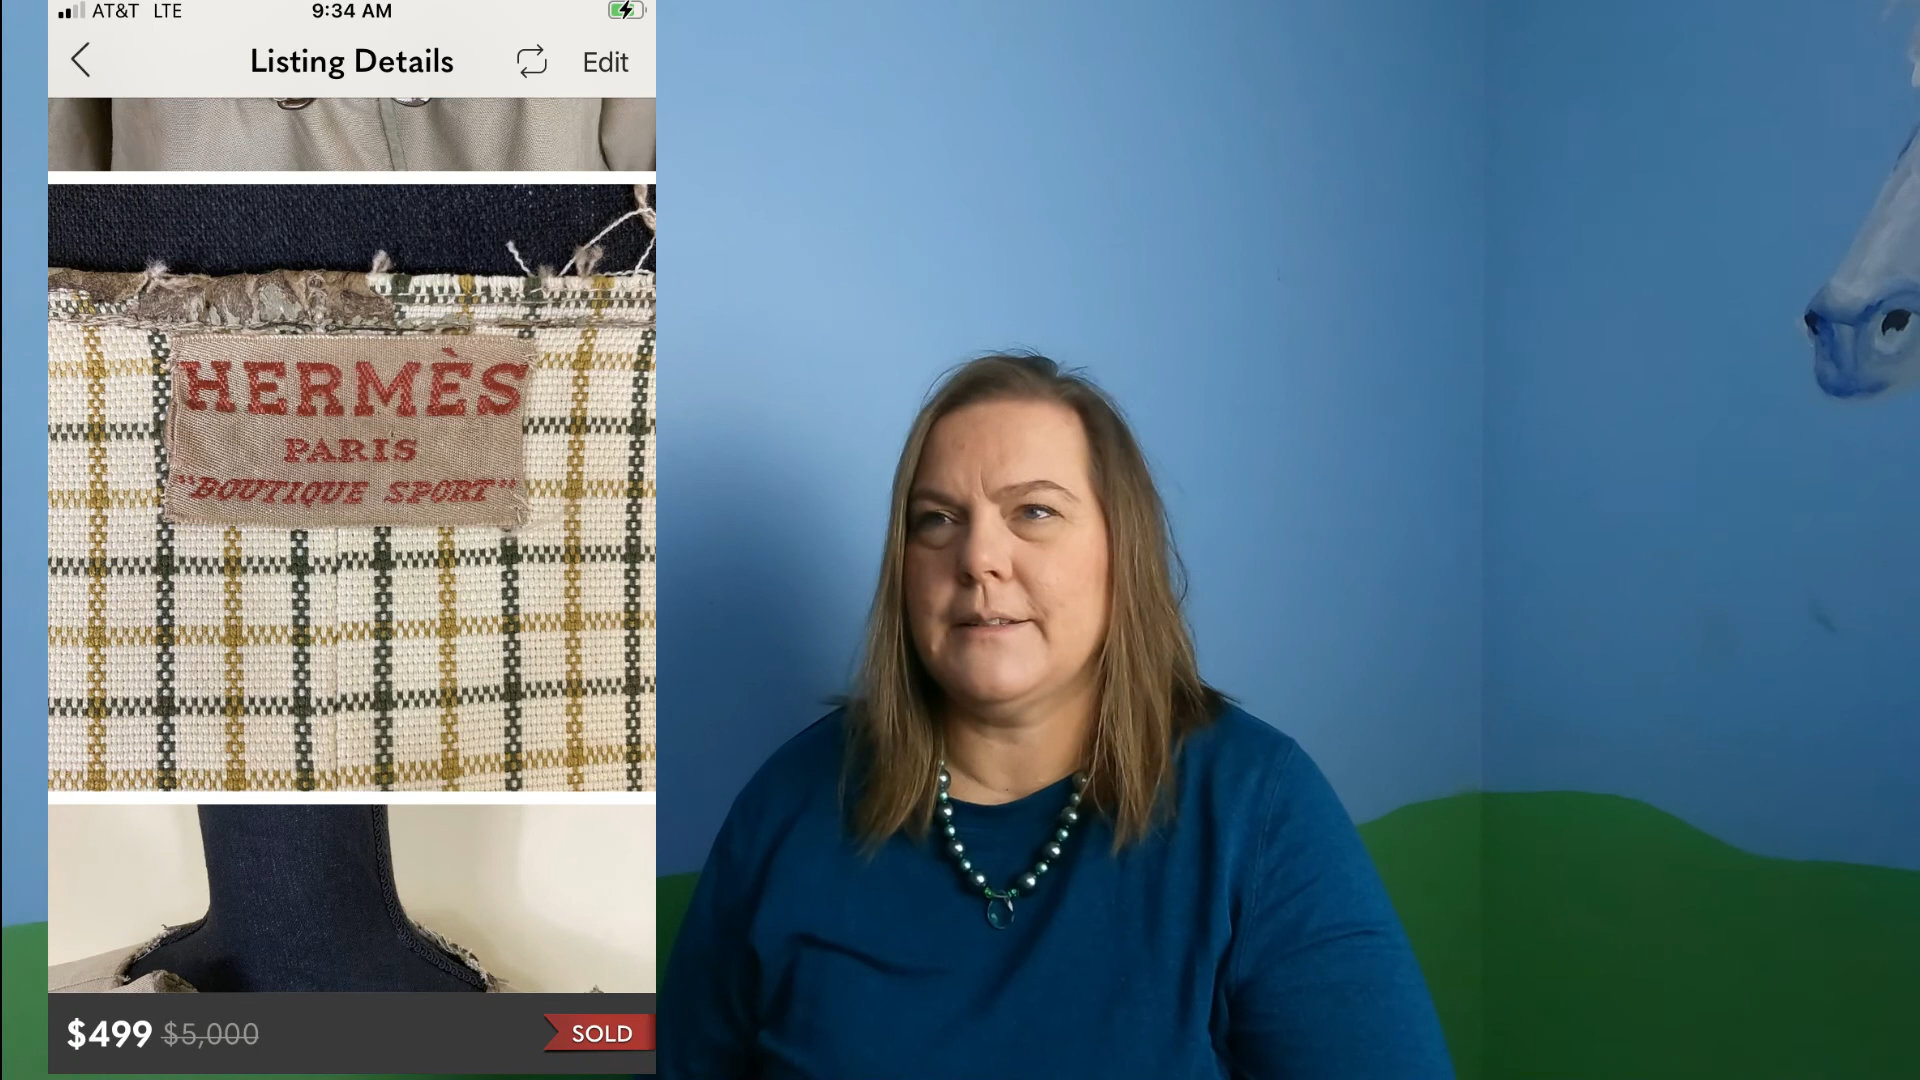 AT&T LTE 9:34 AM
Listing Details Edit
HERMÈS
PARIS
"BOUTIQUE SPORT"
$499 $5,000 SOLD